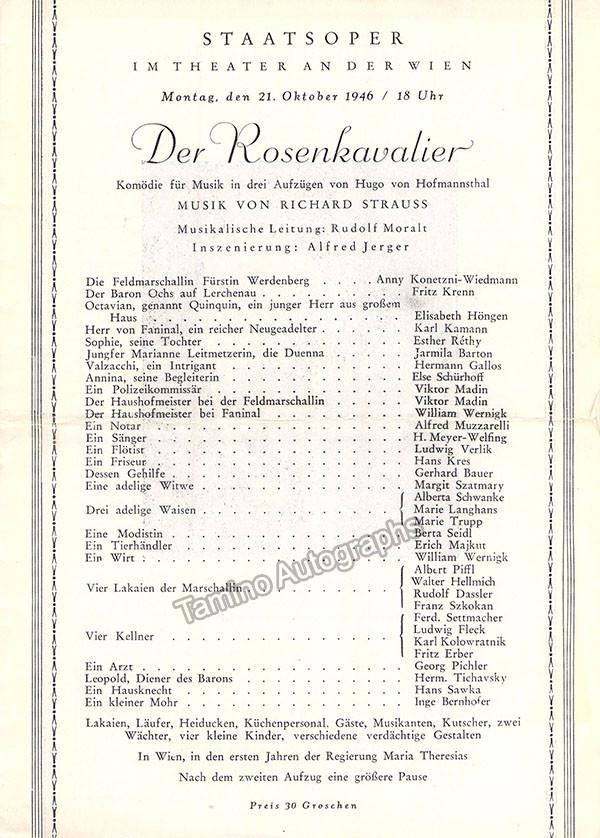 STAATSOPER
IM THEATER AN DER WIEN
Montag, den 21. Oktober 1946 / 18 Uhr
Der Rosenkavalier
Komödie für Musik in drei Aufzügen von Hugo von Hofmannsthal
MUSIK VON RICHARD STRAUSS
Musikalische Leitung: Rudolf Moralt
Inszenierung: Alfred Jerger
Die Feldmarschallin Fürstin Werdenberg . . . . Anny Konetzni-Wiedmann
Der Baron Ochs auf Lerchenau . . . . . . . . . . Fritz Krenn
Octavian, genannt Quinquin, ein junger Herr aus großem
Haus . . . . . . . . . . . . . . . . Elisabeth Höngen
Herr von Faninal, ein reicher Neugeadelter . . . . . . Karl Kamann
Sophie, seine Tochter . . . . . . . . . . . . Esther Réthy
Jungfer Marianne Leitmetzerin, die Duenna . . . . . . Jarmila Barton
Valzacchi, ein Intrigant . . . . . . . . . . . . Hermann Gallos
Annina, seine Begleiterin . . . . . . . . . . . Else Schürhoff
Ein Polizeikommissär . . . . . . . . . . . . Viktor Madin
Der Haushofmeister bei der Feldmarschallin . . . . . Viktor Madin
Der Haushofmeister bei Faninal . . . . . . . . . William Wernigk
Ein Notar . . . . . . . . . . . . . . . . Alfred Muzzarelli
Ein Sänger . . . . . . . . . . . . . . . H. Meyer-Welfing
Ein Flötist . . . . . . . . . . . . . . . Ludwig Verlik
Ein Friseur . . . . . . . . . . . . . . . Hans Kres
Dessen Gehilfe . . . . . . . . . . . . . . Gerhard Bauer
Eine adelige Witwe . . . . . . . . . . . . . Margit Szatmary
Drei adelige Waisen . . . . . . . . . . . . Alberta Schwanke
Marie Langhans
Marie Trupp
Eine Modistin . . . . . . . . . . . . . . Berta Seidl
Ein Tierhändler . . . . . . . . . . . . . Erich Majkut
Ein Wirt . . . . . . . . . . . . . . . . William Wernigk
Vier Lakaien der Marschallin . . . . . . . . . Albert Piffl
Walter Hellmich
Rudolf Dassler
Franz Szkokan
Vier Kellner . . . . . . . . . . . . . . Ferd. Settmacher
Ludwig Fleck
Karl Kolowratnik
Fritz Erber
Ein Arzt . . . . . . . . . . . . . . . . Georg Pichler
Leopold, Diener des Barons . . . . . . . . . . Herm. Tichavsky
Ein Hausknecht . . . . . . . . . . . . . . Hans Sawka
Ein kleiner Mohr . . . . . . . . . . . . . Inge Bernhofer
Lakaien, Läufer, Heiducken, Küchenpersonal. Gäste, Musikanten, Kutscher, zwei
Wächter, vier kleine Kinder, verschiedene verdächtige Gestalten
In Wien, in den ersten Jahren der Regierung Maria Theresias
Nach dem zweiten Aufzug eine größere Pause
Preis 30 Groschen
Tamino Autographs